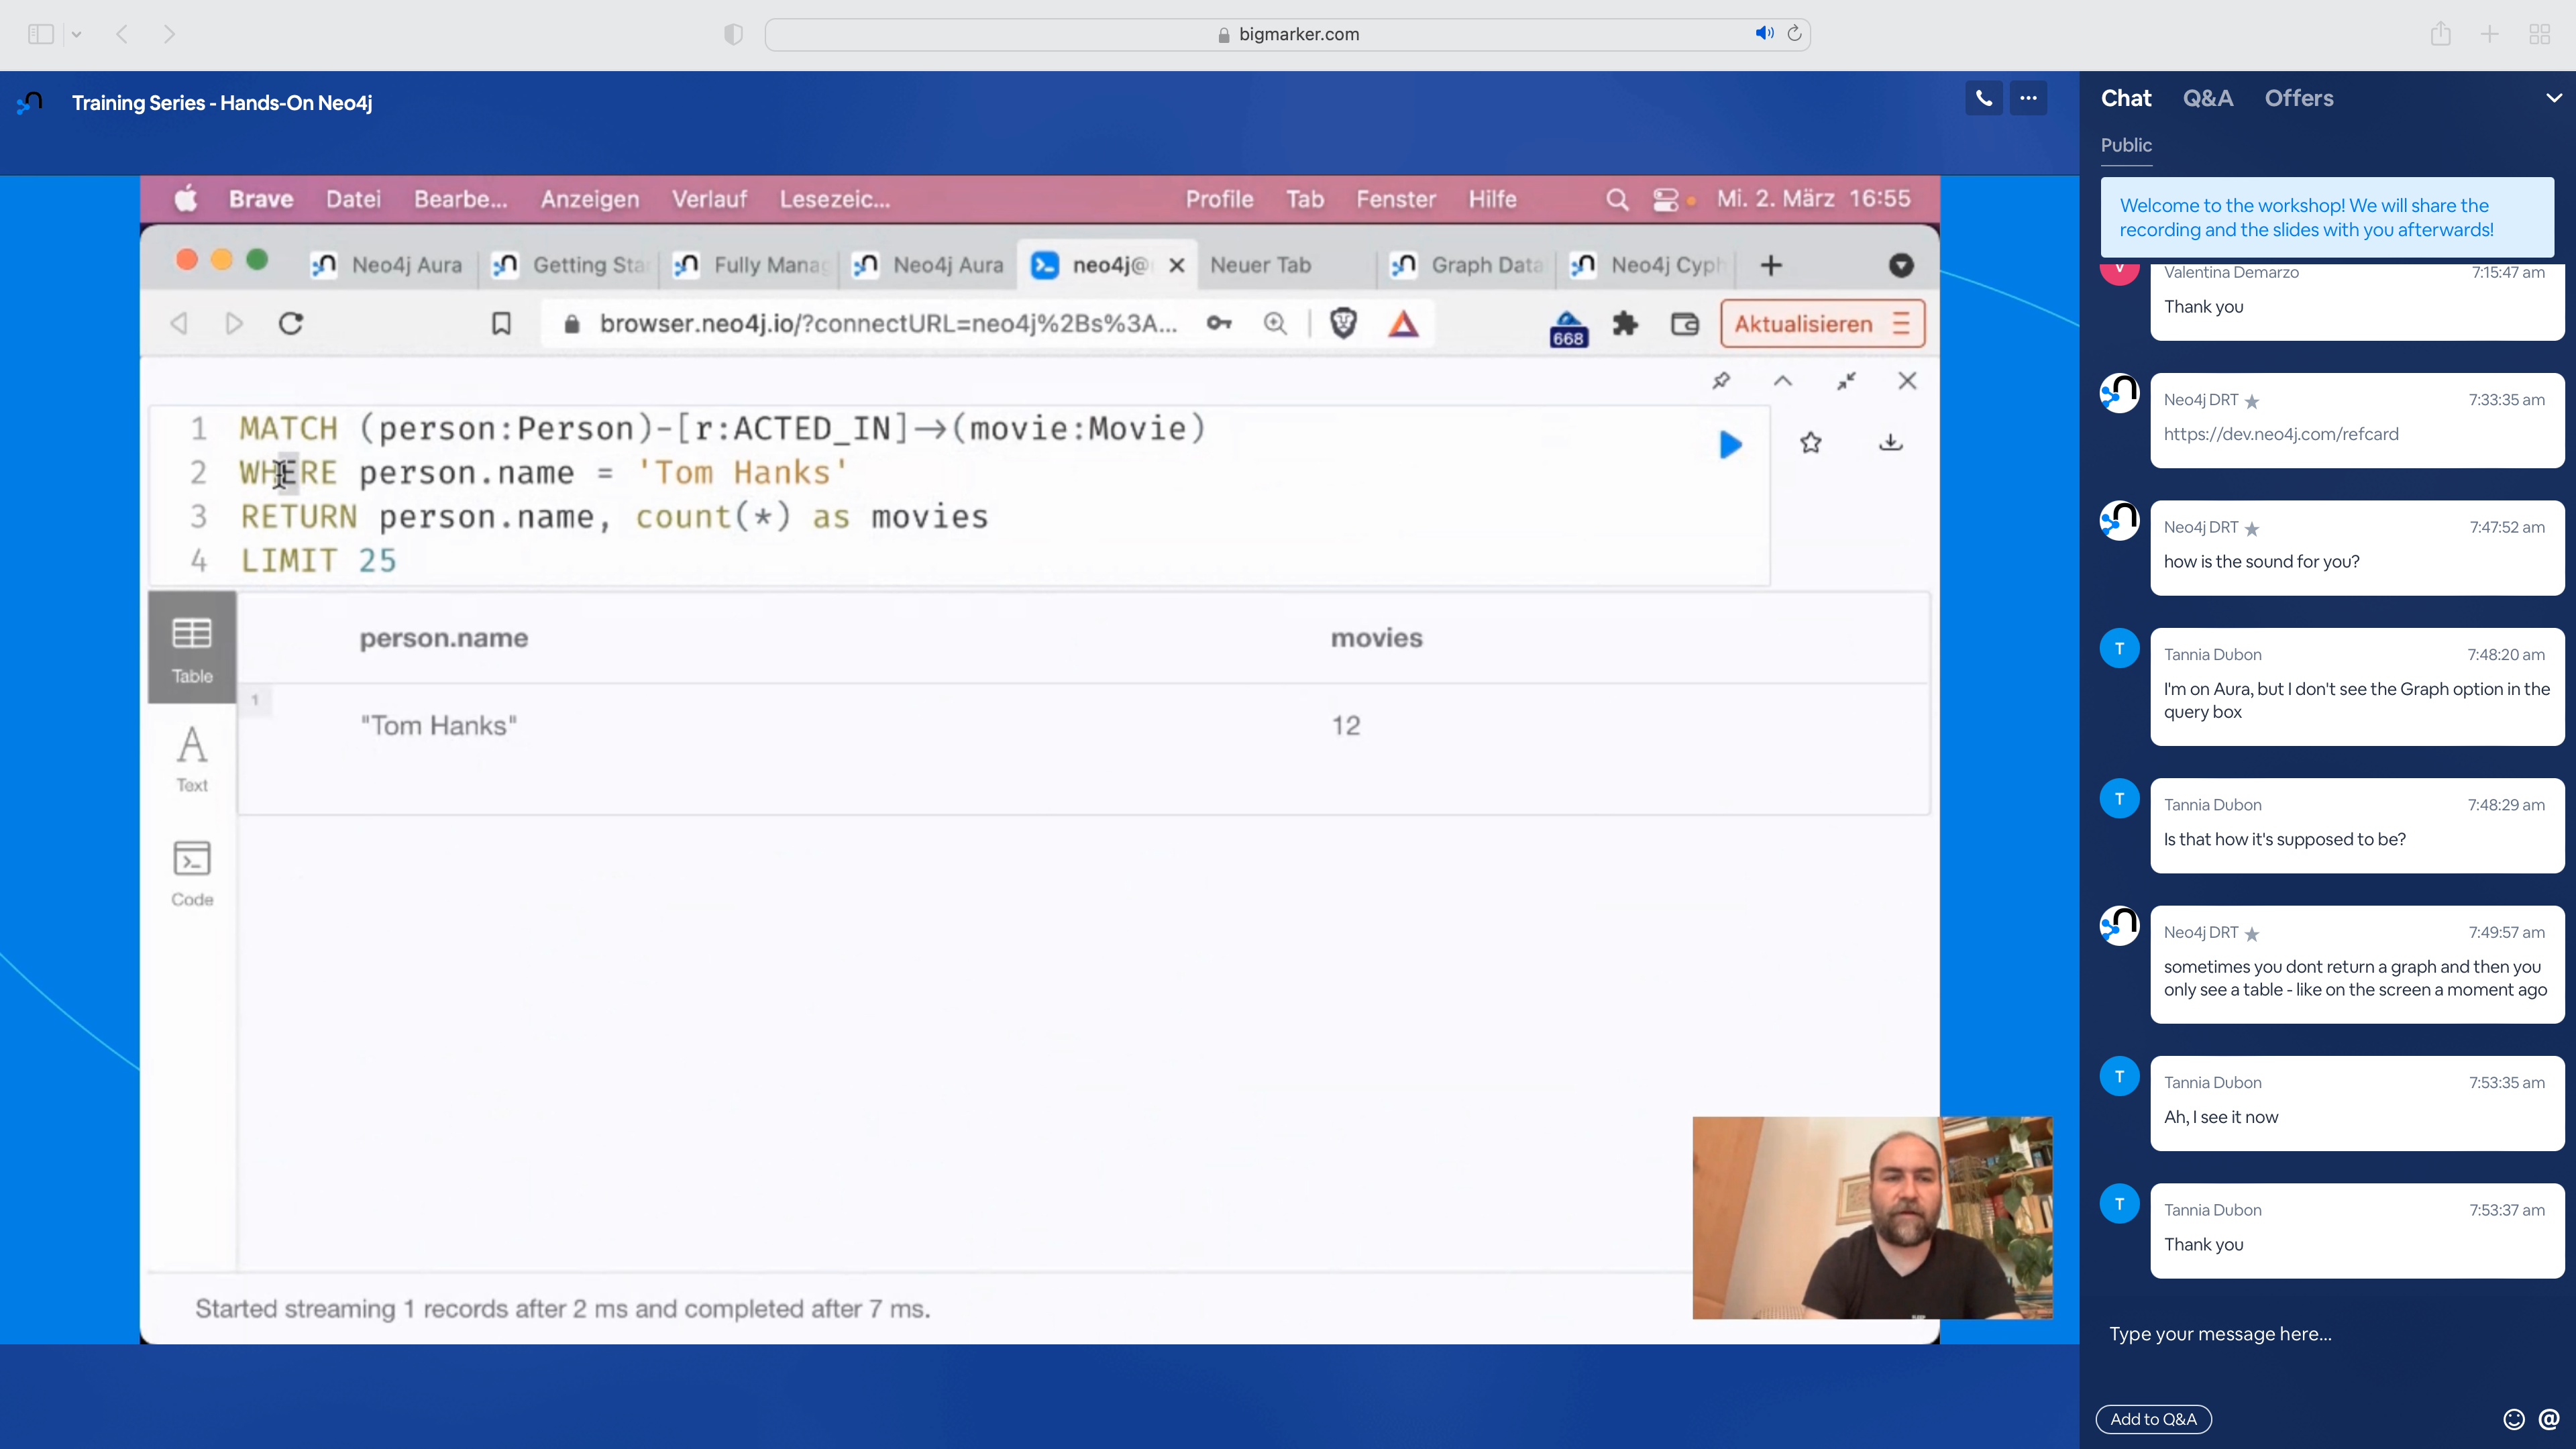 bigmarker.com
Training Series - Hands-On Neo4j
Brave Datei Bearbe... Anzeigen Verlauf Lesezeic... Profile Tab Fenster Hilfe Mi. 2. März 16:55
Neo4j Aura Getting Sta Fully Manag Neo4j Aura neo4j@ Neuer Tab Graph Data Neo4j Cyph
browser.neo4j.io/?connectURL=neo4j%2Bs%3A... 668 Aktualisieren
1 MATCH (person:Person)-[r:ACTED_IN]→(movie:Movie)
2 WHERE person.name = 'Tom Hanks'
3 RETURN person.name, count(*) as movies
4 LIMIT 25
Table
Text
Code
person.name movies
1
"Tom Hanks" 12
Started streaming 1 records after 2 ms and completed after 7 ms.
Chat Q&A Offers
Public
Welcome to the workshop! We will share the
recording and the slides with you afterwards!
V
Valentina Demarzo 7:15:47 am
Thank you
Neo4j DRT 7:33:35 am
https://dev.neo4j.com/refcard
Neo4j DRT 7:47:52 am
how is the sound for you?
T
Tannia Dubon 7:48:20 am
I'm on Aura, but I don't see the Graph option in the
query box
T
Tannia Dubon 7:48:29 am
Is that how it's supposed to be?
Neo4j DRT 7:49:57 am
sometimes you dont return a graph and then you
only see a table - like on the screen a moment ago
T
Tannia Dubon 7:53:35 am
Ah, I see it now
T
Tannia Dubon 7:53:37 am
Thank you
Type your message here...
Add to Q&A